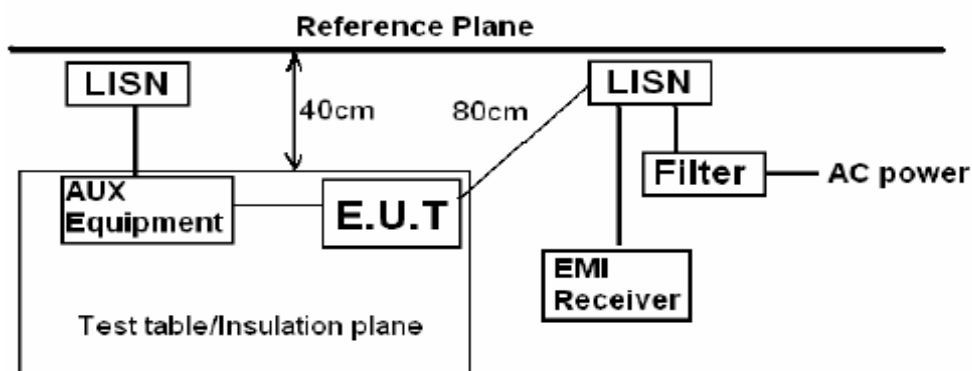 Reference Plane
LISN
40cm
80cm
LISN
Filter
AC power
AUX
Equipment
E.U.T
EMI
Receiver
Test table/Insulation plane